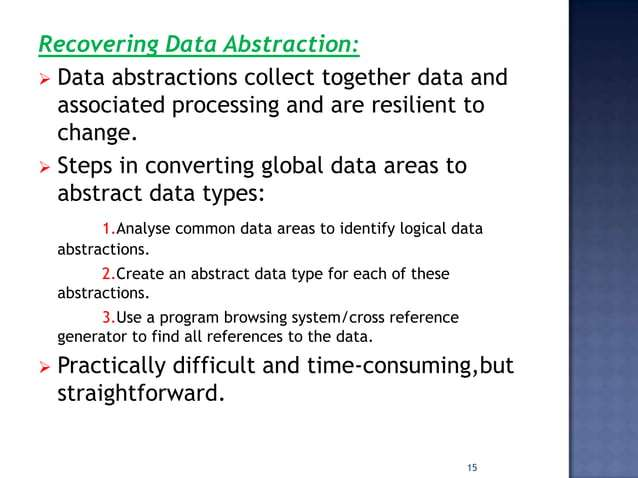 Recovering Data Abstraction:
Data abstractions collect together data and
associated processing and are resilient to
change.
Steps in converting global data areas to
abstract data types:
1.Analyse common data areas to identify logical data
abstractions.
2.Create an abstract data type for each of these
abstractions.
3.Use a program browsing system/cross reference
generator to find all references to the data.
Practically difficult and time-consuming,but
straightforward.
15